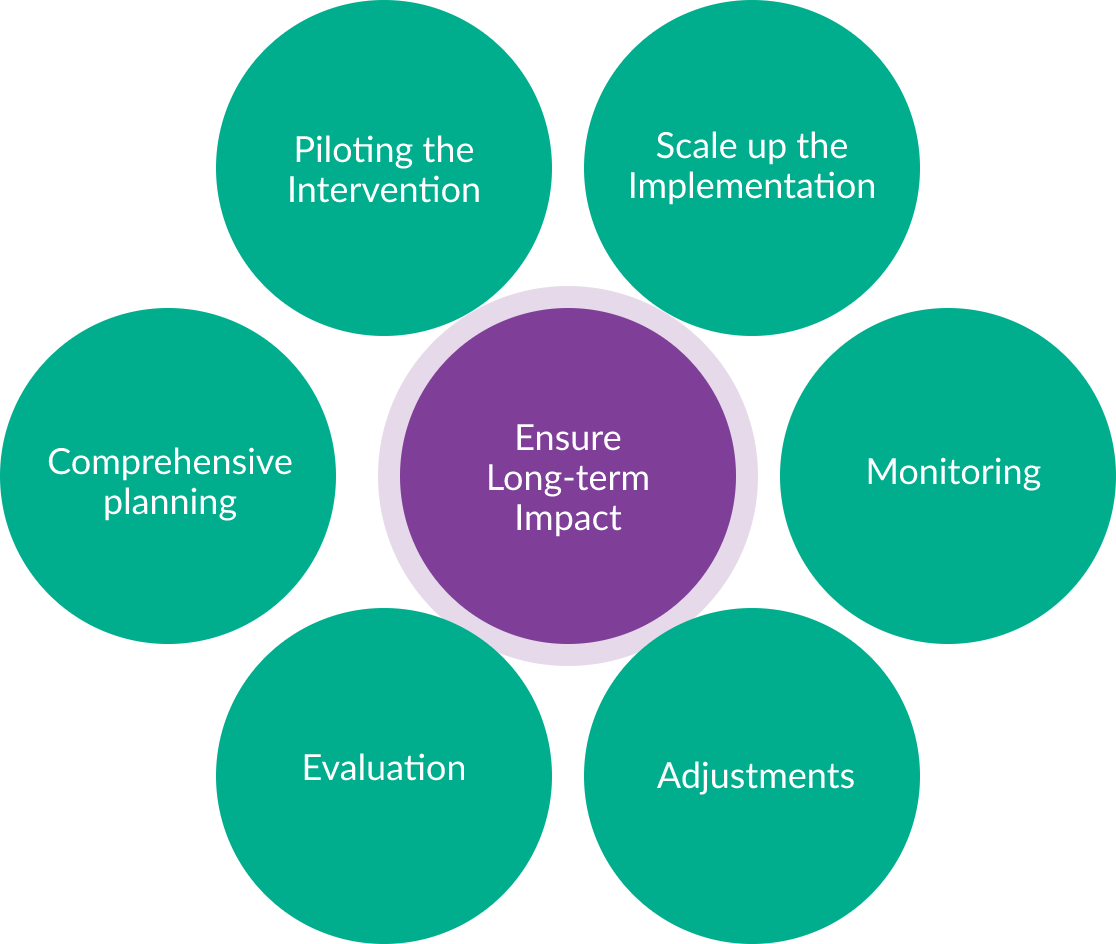 Piloting the
Intervention
Scale up the
Implementation
Comprehensive
planning
Ensure
Long-term
Impact
Monitoring
Evaluation
Adjustments